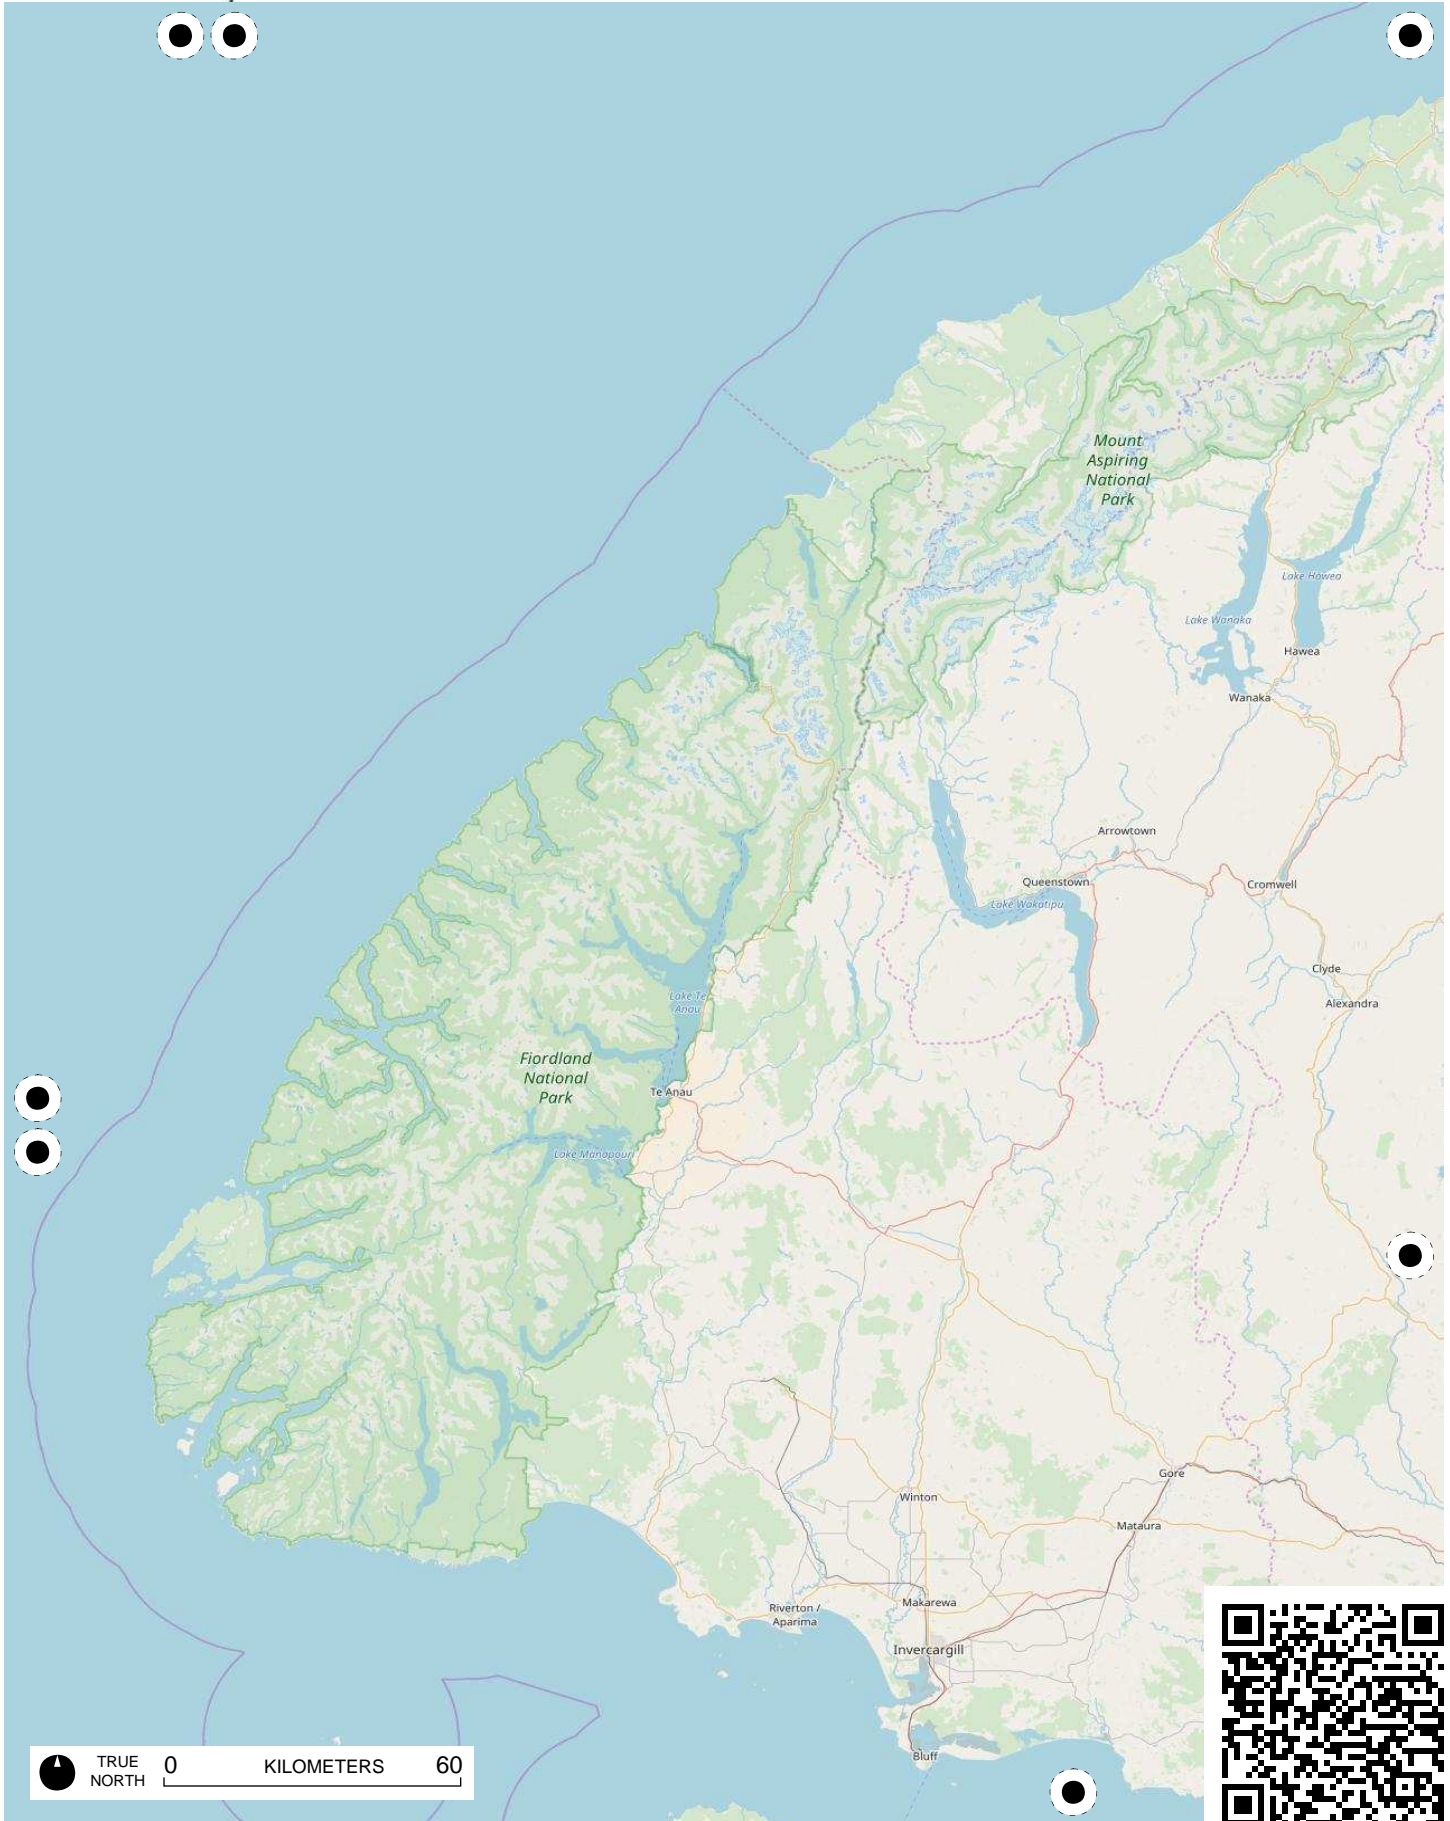 Mount
Aspiring
National
Park
Lake Hāwea
Lake Wanaka
Hawea
Wanaka
Arrowtown
Queenstown
Cromwell
Lake Wakatipu
Clyde
Lake Te
Anau
Alexandra
Fiordland
National
Park
Te Anau
Lake Manapouri
Gore
Winton
Mataura
Riverton /
Aparima
Makarewa
Invercargill
Bluff
TRUE
NORTH
0 KILOMETERS 60